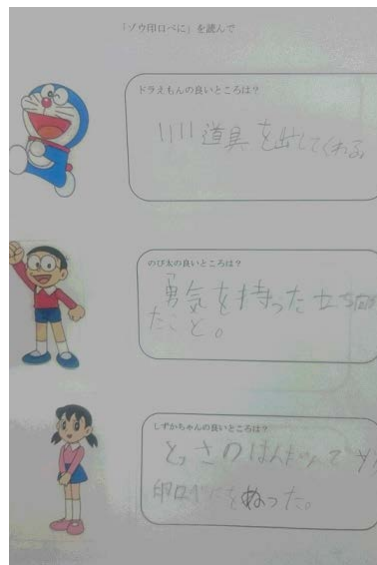 「ゾウ印口べに」を読んで
ドラえもんの良いところは？
いい道具を出してくれる
のび太の良いところは？
勇気を持った立ち向
たこと。
しずかちゃんの良いところは？
とっさのはんだんでゾ
印口べにをぬった。